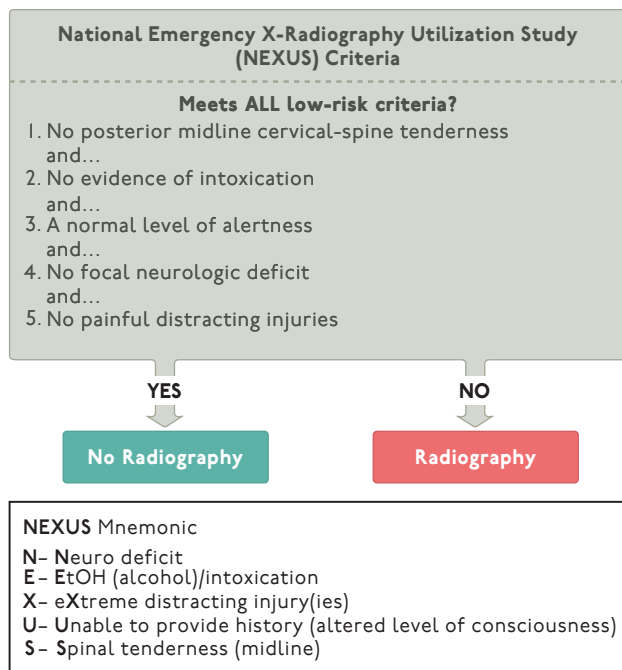 National Emergency X-Radiography Utilization Study
(NEXUS) Criteria
Meets ALL low-risk criteria?
1. No posterior midline cervical-spine tenderness
and...
2. No evidence of intoxication
and...
3. A normal level of alertness
and...
4. No focal neurologic deficit
and...
5. No painful distracting injuries
YES
NO
No Radiography
Radiography
NEXUS Mnemonic
N– Neuro deficit
E– EtOH (alcohol)/intoxication
X– eXtreme distracting injury(ies)
U– Unable to provide history (altered level of consciousness)
S– Spinal tenderness (midline)